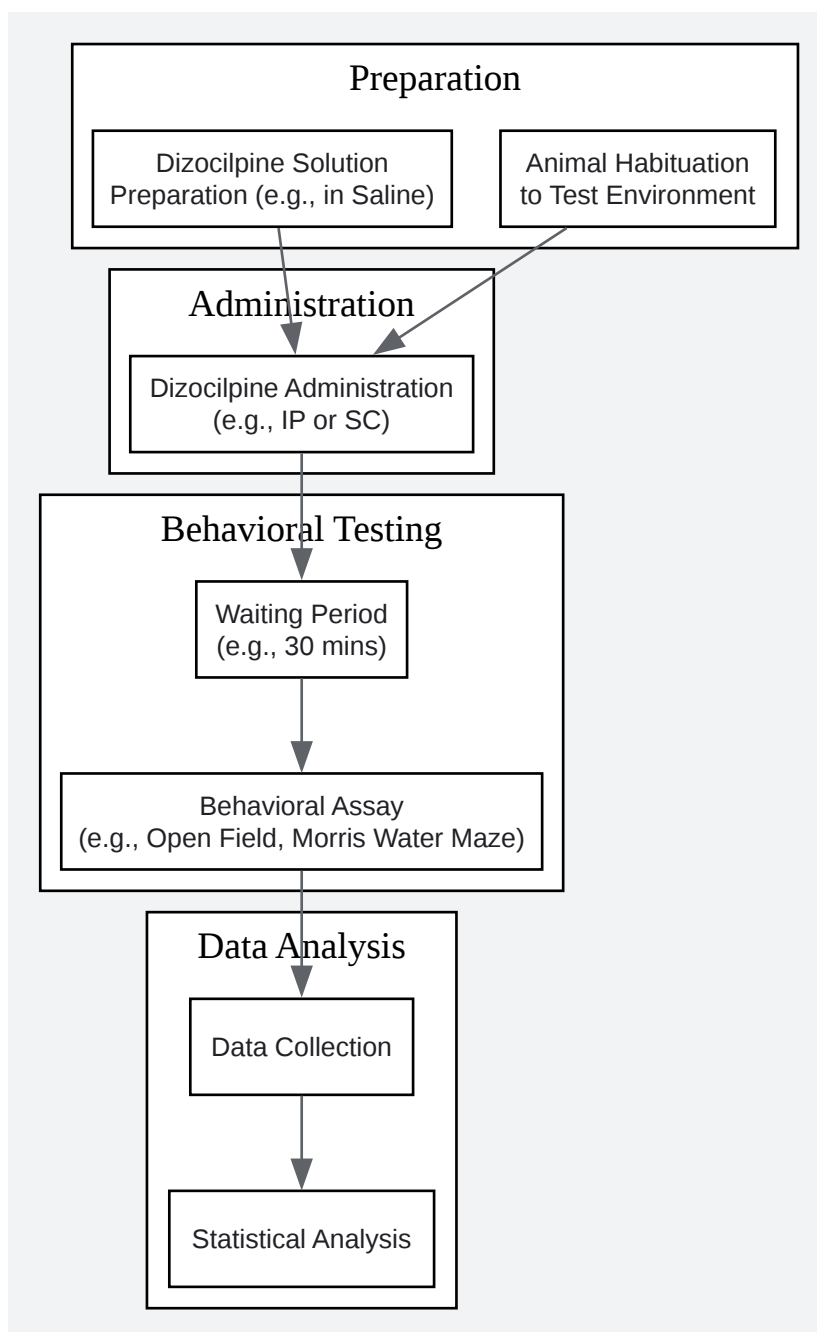 Preparation
Dizocilpine Solution
Preparation (e.g., in Saline)
Animal Habituation
to Test Environment
Administration
Dizocilpine Administration
(e.g., IP or SC)
Behavioral Testing
Waiting Period
(e.g., 30 mins)
Behavioral Assay
(e.g., Open Field, Morris Water Maze)
Data Analysis
Data Collection
Statistical Analysis